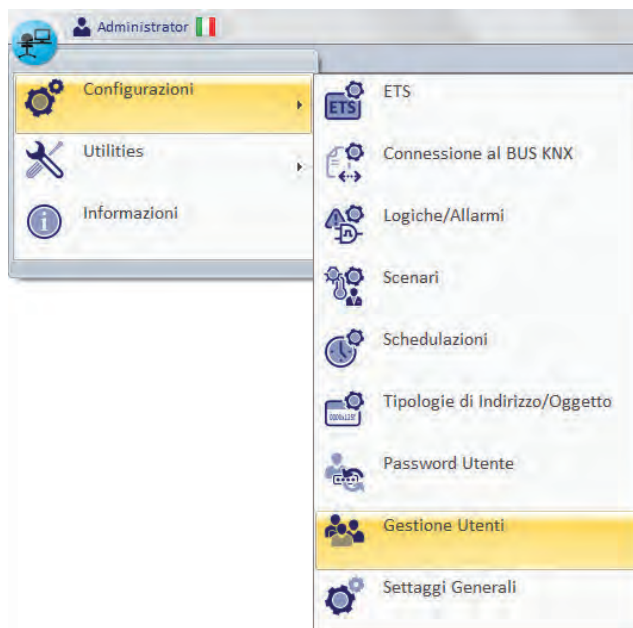 Administrator
Configurazioni
Utilities
Informazioni
ETS
ETS
Connessione al BUS KNX
Logiche/Allarmi
Scenari
Schedulazioni
Tipologie di Indirizzo/Oggetto
Password Utente
Gestione Utenti
Settaggi Generali